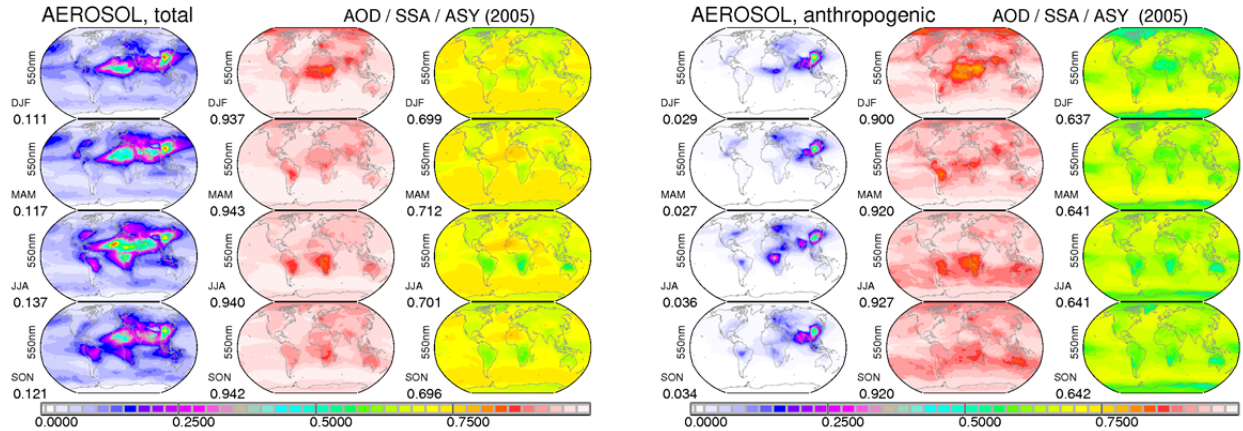 AEROSOL, total AOD / SSA / ASY (2005)
550nm 550nm 550nm
DJF DJF DJF
0.111 0.937 0.699
550nm 550nm 550nm
MAM MAM MAM
0.117 0.943 0.712
550nm 550nm 550nm
JJA JJA JJA
0.137 0.940 0.701
550nm 550nm 550nm
SON SON SON
0.121 0.942 0.696
0.0000 0.2500 0.5000 0.7500
AEROSOL, anthropogenic AOD / SSA / ASY (2005)
550nm 550nm 550nm
DJF DJF DJF
0.029 0.900 0.637
550nm 550nm 550nm
MAM MAM MAM
0.027 0.920 0.641
550nm 550nm 550nm
JJA JJA JJA
0.036 0.927 0.641
550nm 550nm 550nm
SON SON SON
0.034 0.920 0.642
0.0000 0.2500 0.5000 0.7500